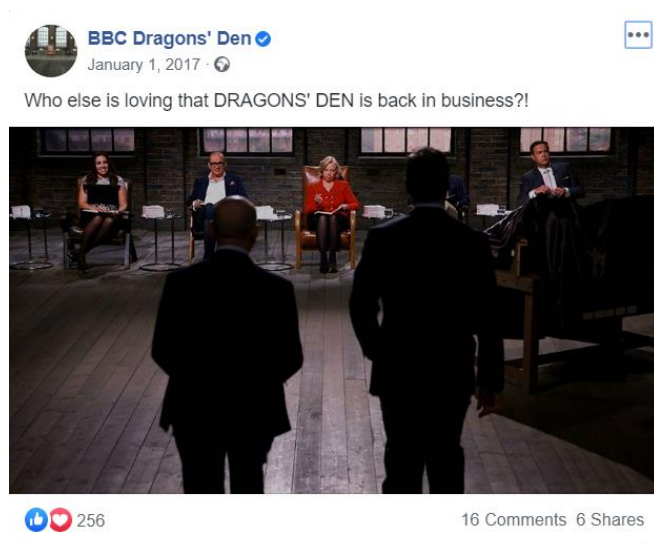 BBC Dragons' Den
January 1, 2017 ·
Who else is loving that DRAGONS' DEN is back in business?!
256
16 Comments 6 Shares